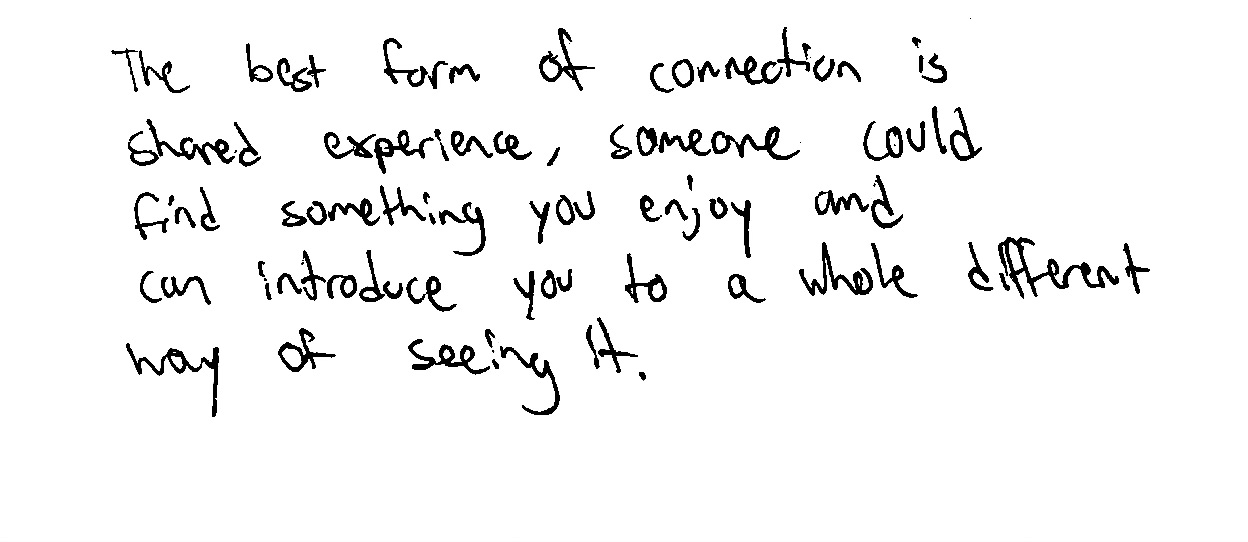 The best form of connection is
shared experience, someone could
find something you enjoy and
can introduce you to a whole different
way of seeing it.